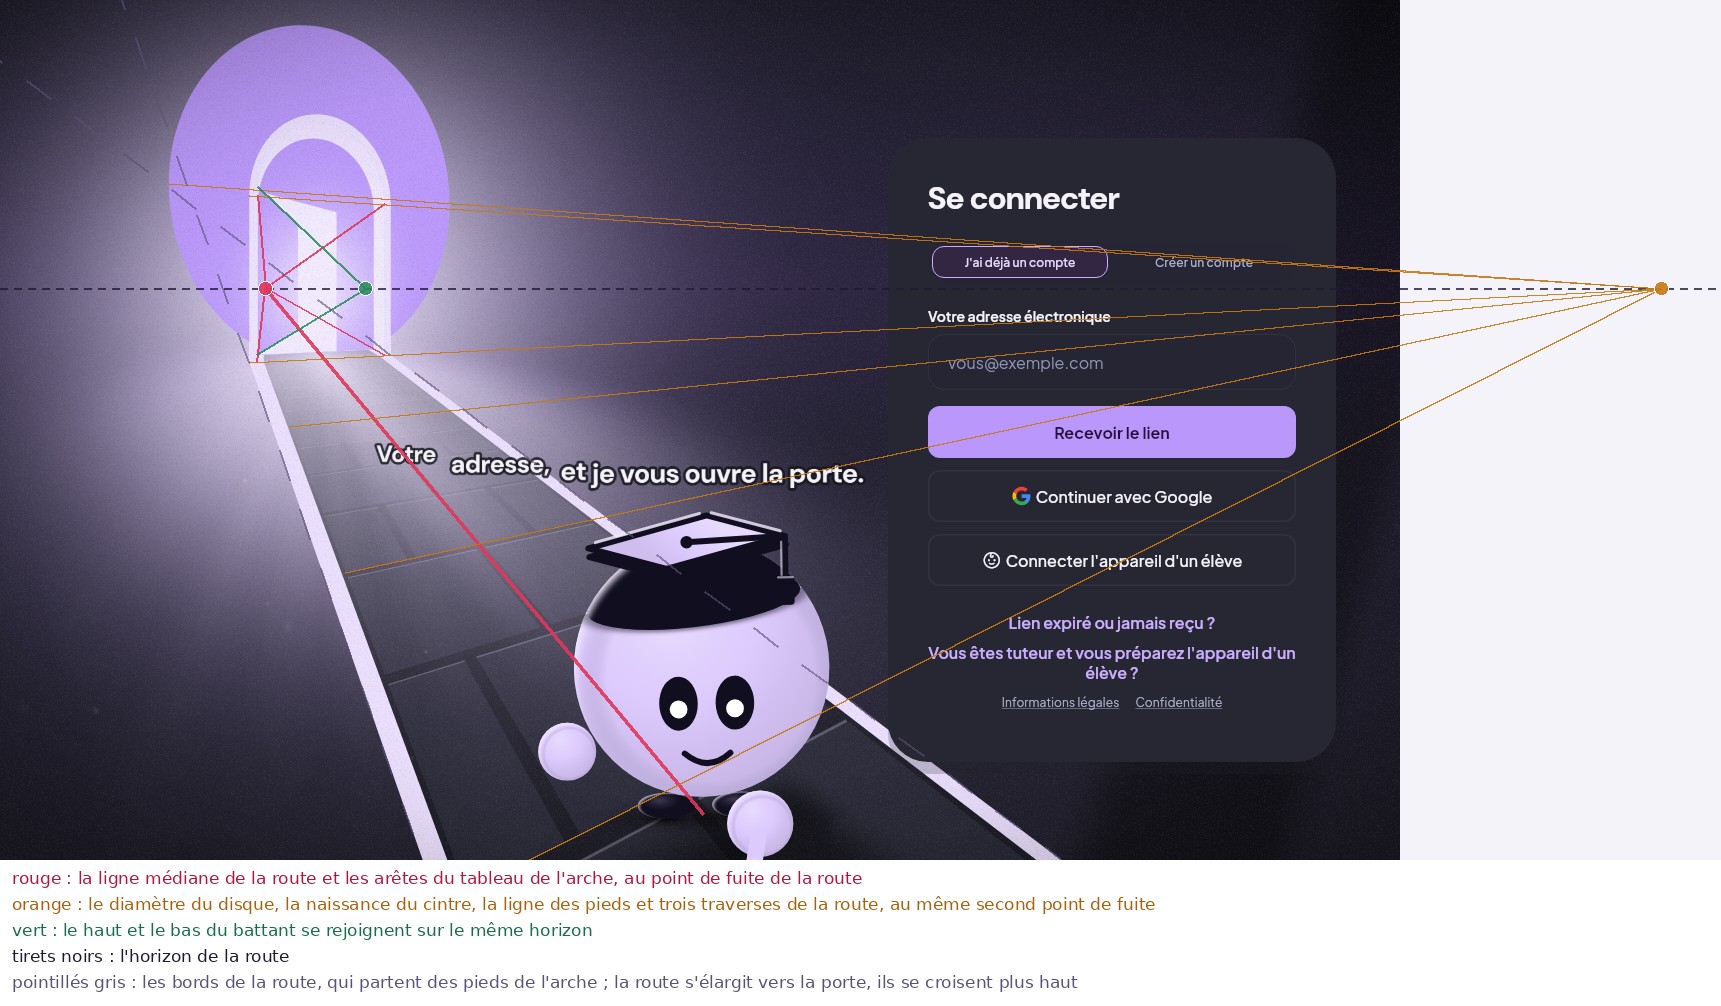 Se connecter
J'ai déjà un compte
Créer un compte
Votre adresse électronique
vous@exemple.com
Recevoir le lien
Votre adresse, et je vous ouvre la porte.
Continuer avec Google
Connecter l'appareil d'un élève
Lien expiré ou jamais reçu ?
Vous êtes tuteur et vous préparez l'appareil d'un
élève ?
Informations légales
Confidentialité
rouge : la ligne médiane de la route et les arêtes du tableau de l'arche, au point de fuite de la route
orange : le diamètre du disque, la naissance du cintre, la ligne des pieds et trois traverses de la route, au même second point de fuite
vert : le haut et le bas du battant se rejoignent sur le même horizon
tirets noirs : l'horizon de la route
pointillés gris : les bords de la route, qui partent des pieds de l'arche ; la route s'élargit vers la porte, ils se croisent plus haut